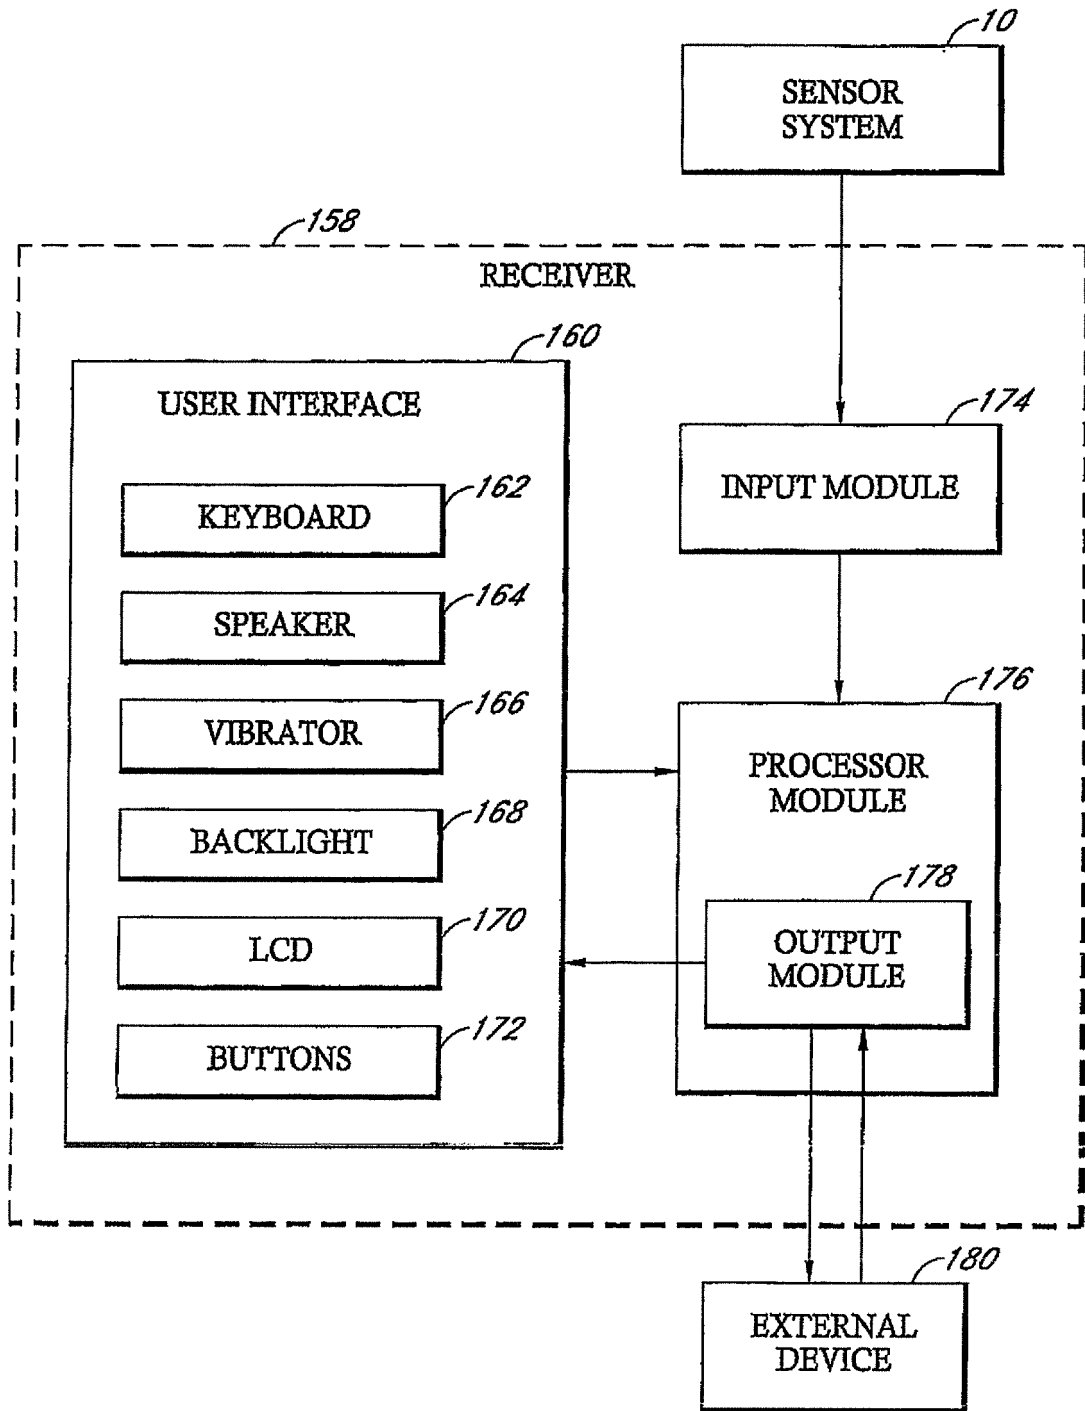 10
SENSOR
SYSTEM
158
RECEIVER
160
USER INTERFACE
162
KEYBOARD
164
SPEAKER
166
VIBRATOR
168
BACKLIGHT
170
LCD
172
BUTTONS
174
INPUT MODULE
176
PROCESSOR
MODULE
178
OUTPUT
MODULE
180
EXTERNAL
DEVICE